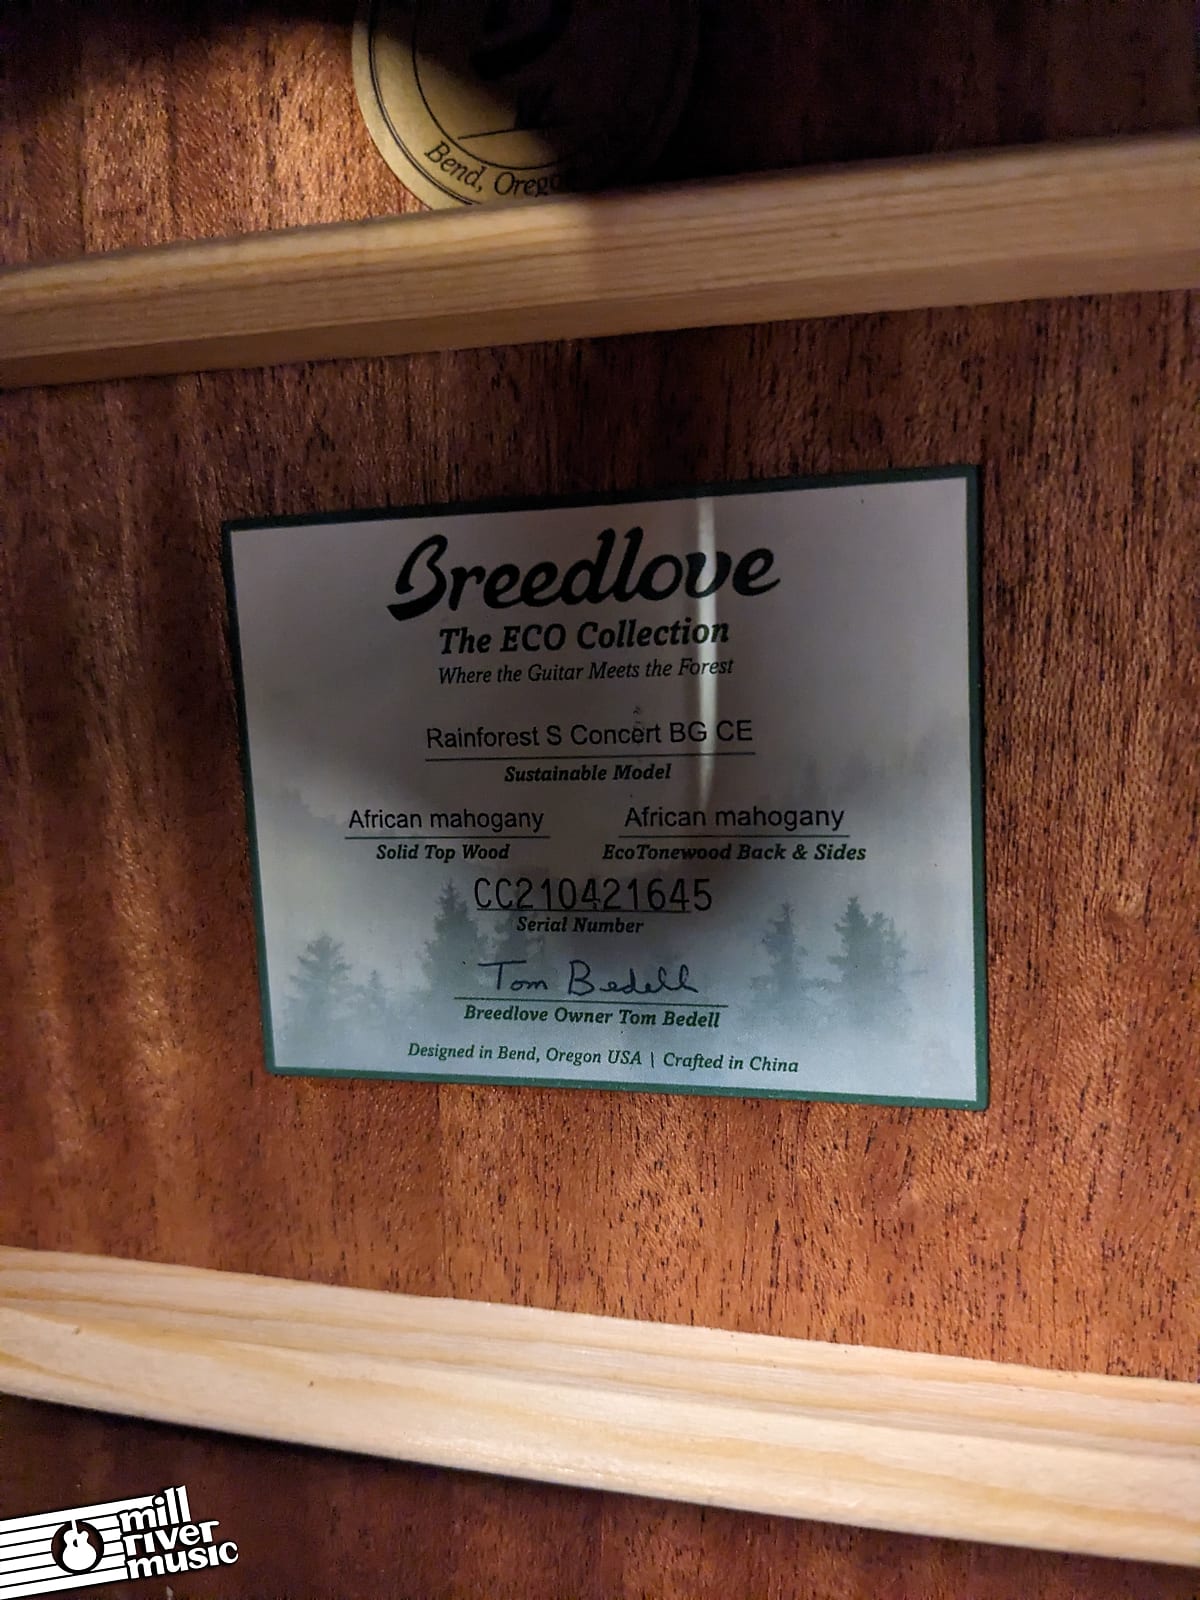 Bend, Orego
Breedlove
The ECO Collection
Where the Guitar Meets the Forest
Rainforest S Concert BG CE
Sustainable Model
African mahogany African mahogany
Solid Top Wood EcoTonewood Back & Sides
CC210421645
Serial Number
Tom Bedell
Breedlove Owner Tom Bedell
Designed in Bend, Oregon USA | Crafted in China
mill
river
music